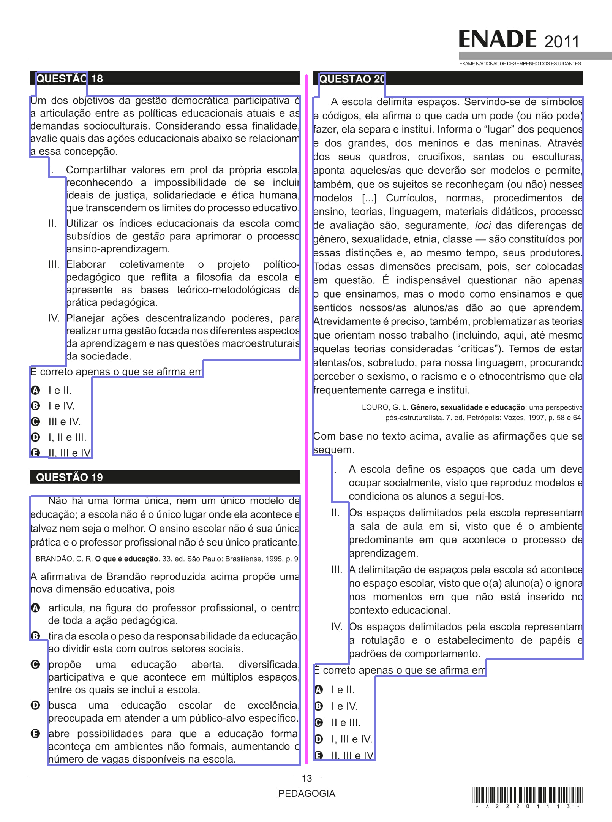 ENADE 2011
EXAME NACIONAL DE DESEMPENHO DOS ESTUDANTES
QUESTÃO 18
Um dos objetivos da gestão democrática participativa é
a articulação entre as políticas educacionais atuais e as
demandas socioculturais. Considerando essa finalidade,
avalie quais das ações educacionais abaixo se relacionam
a essa concepção.
I. Compartilhar valores em prol da própria escola,
reconhecendo a impossibilidade de se incluir
ideais de justiça, solidariedade e ética humana,
que transcendem os limites do processo educativo.
II. Utilizar os índices educacionais da escola como
subsídios de gestão para aprimorar o processo
ensino-aprendizagem.
III. Elaborar coletivamente o projeto político-
pedagógico que reflita a filosofia da escola e
apresente as bases teórico-metodológicas da
prática pedagógica.
IV. Planejar ações descentralizando poderes, para
realizar uma gestão focada nos diferentes aspectos
da aprendizagem e nas questões macroestruturais
da sociedade.
É correto apenas o que se afirma em
A I e II.
B I e IV.
C III e IV.
D I, II e III.
E II, III e IV.
QUESTÃO 19
Não há uma forma única, nem um único modelo de
educação; a escola não é o único lugar onde ela acontece e
talvez nem seja o melhor. O ensino escolar não é sua única
prática e o professor profissional não é seu único praticante.
BRANDÃO, C. R. O que é educação. 33. ed. São Paulo: Brasiliense, 1995, p. 9.
A afirmativa de Brandão reproduzida acima propõe uma
nova dimensão educativa, pois
A articula, na figura do professor profissional, o centro
de toda a ação pedagógica.
B tira da escola o peso da responsabilidade da educação,
ao dividir esta com outros setores sociais.
C propõe uma educação aberta, diversificada,
participativa e que acontece em múltiplos espaços,
entre os quais se inclui a escola.
D busca uma educação escolar de excelência,
preocupada em atender a um público-alvo específico.
E abre possibilidades para que a educação formal
aconteça em ambientes não formais, aumentando o
número de vagas disponíveis na escola.
QUESTÃO 20
A escola delimita espaços. Servindo-se de símbolos
e códigos, ela afirma o que cada um pode (ou não pode)
fazer, ela separa e institui. Informa o “lugar” dos pequenos
e dos grandes, dos meninos e das meninas. Através
dos seus quadros, crucifixos, santas ou esculturas,
aponta aqueles/as que deverão ser modelos e permite,
também, que os sujeitos se reconheçam (ou não) nesses
modelos [...] Currículos, normas, procedimentos de
ensino, teorias, linguagem, materiais didáticos, processo
de avaliação são, seguramente, loci das diferenças de
gênero, sexualidade, etnia, classe — são constituídos por
essas distinções e, ao mesmo tempo, seus produtores.
Todas essas dimensões precisam, pois, ser colocadas
em questão. É indispensável questionar não apenas
o que ensinamos, mas o modo como ensinamos e que
sentidos nossos/as alunos/as dão ao que aprendem.
Atrevidamente é preciso, também, problematizar as teorias
que orientam nosso trabalho (incluindo, aqui, até mesmo
aquelas teorias consideradas “críticas”). Temos de estar
atentas/os, sobretudo, para nossa linguagem, procurando
perceber o sexismo, o racismo e o etnocentrismo que ela
frequentemente carrega e institui.
LOURO, G. L. Gênero, sexualidade e educação: uma perspectiva
pós-estruturalista. 7. ed. Petrópolis: Vozes, 1997, p. 58 e 64.
Com base no texto acima, avalie as afirmações que se
seguem.
I. A escola define os espaços que cada um deve
ocupar socialmente, visto que reproduz modelos e
condiciona os alunos a segui-los.
II. Os espaços delimitados pela escola representam
a sala de aula em si, visto que é o ambiente
predominante em que acontece o processo de
aprendizagem.
III. A delimitação de espaços pela escola só acontece
no espaço escolar, visto que o(a) aluno(a) o ignora
nos momentos em que não está inserido no
contexto educacional.
IV. Os espaços delimitados pela escola representam
a rotulação e o estabelecimento de papéis e
padrões de comportamento.
É correto apenas o que se afirma em
A I e II.
B I e IV.
C II e III.
D I, III e IV.
E II, III e IV.
13
PEDAGOGIA